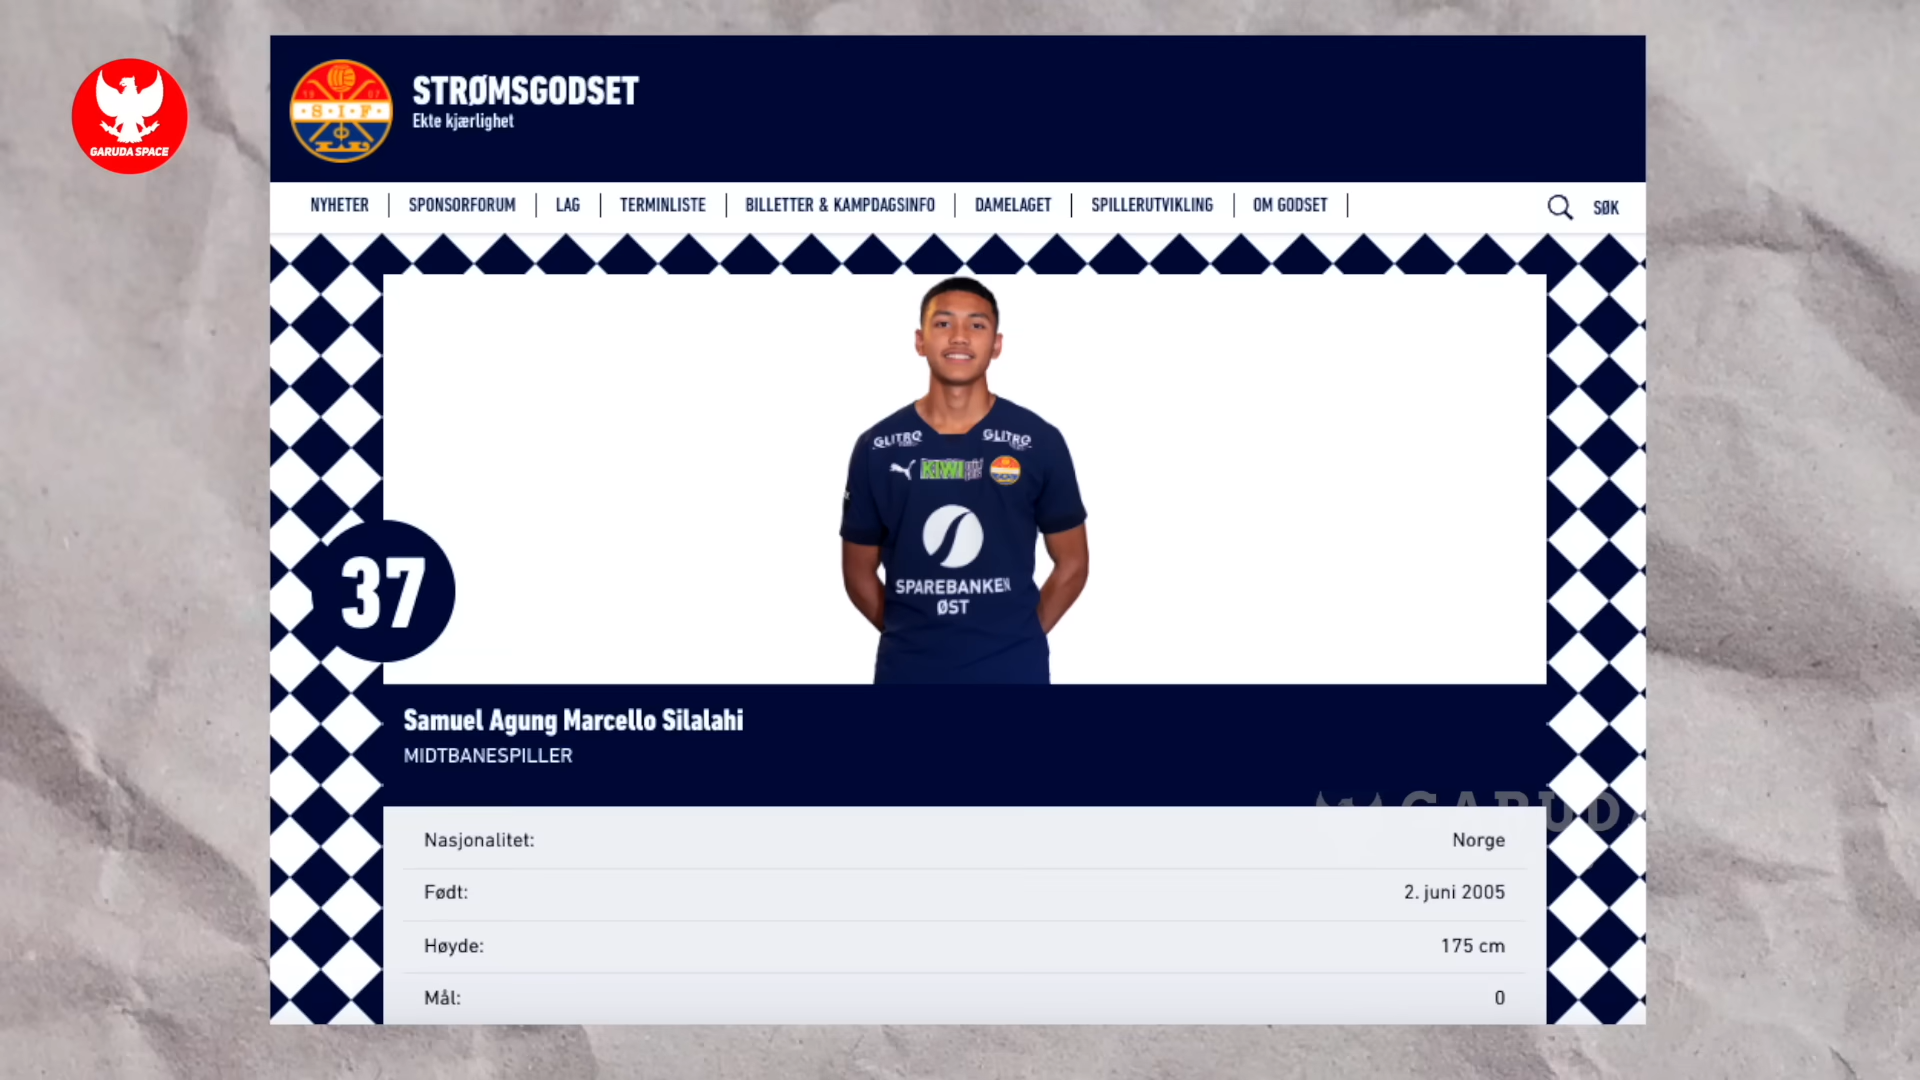 GARUDA SPACE
S·I·F
STRØMSGODSET
Ekte kjærlighet
NYHETER
SPONSORFORUM
LAG
TERMINLISTE
BILLETTER & KAMPDAGSINFO
DAMELAGET
SPILLERUTVIKLING
OM GODSET
SØK
GLITRE
GLITRE
KIWI
SPAREBANKEN
ØST
37
Samuel Agung Marcello Silalahi
MIDTBANESPILLER
GARUDA
Nasjonalitet: Norge
Født: 2. juni 2005
Høyde: 175 cm
Mål: 0